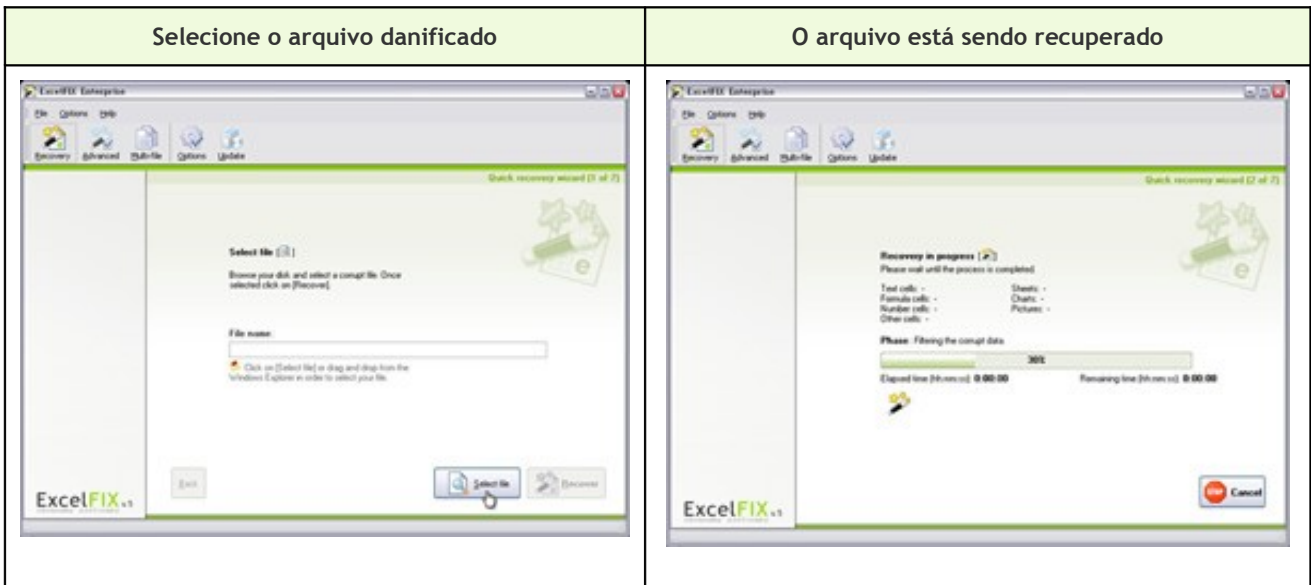 Selecione o arquivo danificado
O arquivo está sendo recuperado
ExcelFIX Enterprise
File Options Help
Recovery Advanced Multi-file Options Update
Quick recovery wizard [1 of 7]
Select file [ ]
Browse your disk and select a corrupt file. Once
selected click on [Recover].
File name:
Click on [Select file] or drag and drop from the
Windows Explorer in order to select your file.
Exit
Select file
Recover
ExcelFIX v.5
ExcelFIX Enterprise
File Options Help
Recovery Advanced Multi-file Options Update
Quick recovery wizard [2 of 7]
Recovery in progress [ ]
Please wait until the process is completed.
Text cells: - Sheets: -
Formula cells: - Charts: -
Number cells: - Pictures: -
Other cells: -
Phase: Filtering the corrupt data
30%
Elapsed time [hh:mm:ss]: 0:00:00 Remaining time [hh:mm:ss]: 0:00:00
STOP Cancel
ExcelFIX v.5